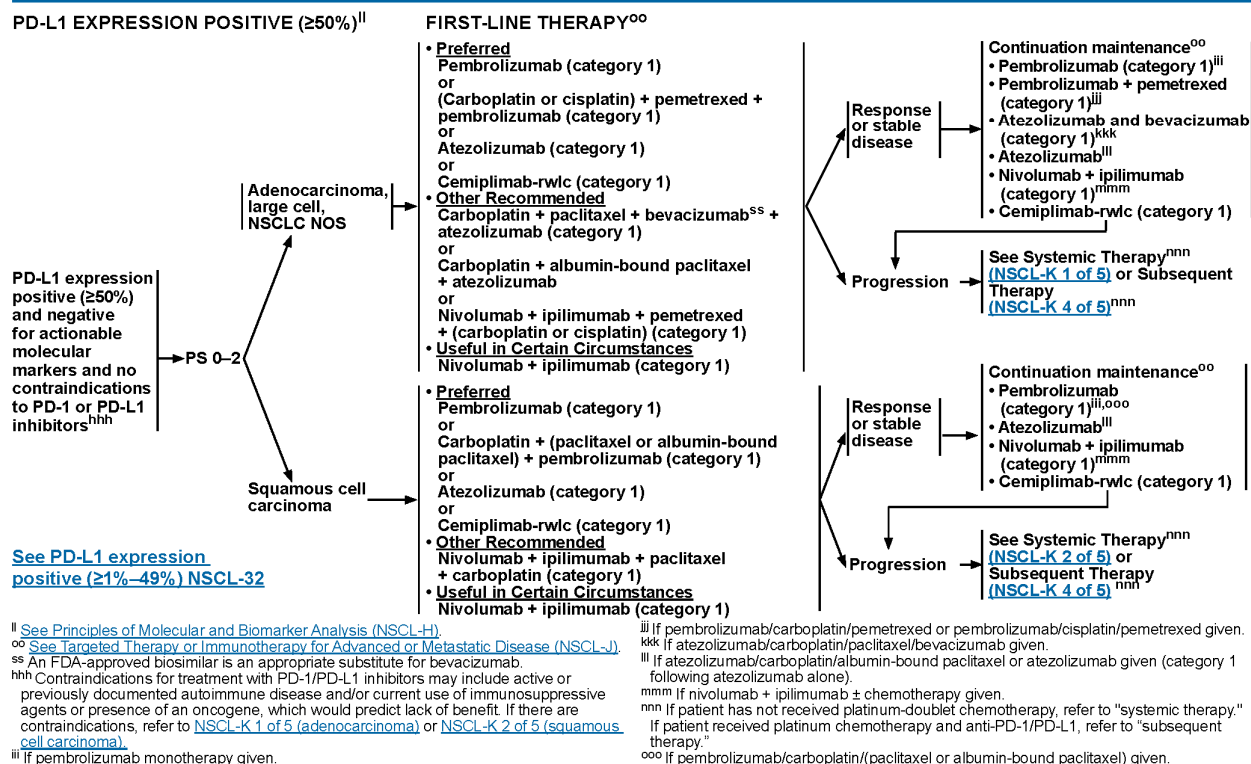 PD-L1 EXPRESSION POSITIVE (≥50%)ll
FIRST-LINE THERAPYoo
PD-L1 expression
positive (≥50%)
and negative
for actionable
molecular
markers and no
contraindications
to PD-1 or PD-L1
inhibitorshhh
PS 0–2
Adenocarcinoma,
large cell,
NSCLC NOS
• Preferred
Pembrolizumab (category 1)
or
(Carboplatin or cisplatin) + pemetrexed +
pembrolizumab (category 1)
or
Atezolizumab (category 1)
or
Cemiplimab-rwlc (category 1)
• Other Recommended
Carboplatin + paclitaxel + bevacizumabss +
atezolizumab (category 1)
or
Carboplatin + albumin-bound paclitaxel
+ atezolizumab
or
Nivolumab + ipilimumab + pemetrexed
+ (carboplatin or cisplatin) (category 1)
• Useful in Certain Circumstances
Nivolumab + ipilimumab (category 1)
Response
or stable
disease
Continuation maintenanceoo
• Pembrolizumab (category 1)iii
• Pembrolizumab + pemetrexed
(category 1)jjj
• Atezolizumab and bevacizumab
(category 1)kkk
• Atezolizumablll
• Nivolumab + ipilimumab
(category 1)mmm
• Cemiplimab-rwlc (category 1)
Progression
See Systemic Therapynnn
(NSCL-K 1 of 5) or Subsequent
Therapy
(NSCL-K 4 of 5)nnn
Squamous cell
carcinoma
• Preferred
Pembrolizumab (category 1)
or
Carboplatin + (paclitaxel or albumin-bound
paclitaxel) + pembrolizumab (category 1)
or
Atezolizumab (category 1)
or
Cemiplimab-rwlc (category 1)
• Other Recommended
Nivolumab + ipilimumab + paclitaxel
+ carboplatin (category 1)
• Useful in Certain Circumstances
Nivolumab + ipilimumab (category 1)
Response
or stable
disease
Continuation maintenanceoo
• Pembrolizumab
(category 1)iii,ooo
• Atezolizumablll
• Nivolumab + ipilimumab
(category 1)mmm
• Cemiplimab-rwlc (category 1)
Progression
See Systemic Therapynnn
(NSCL-K 2 of 5) or
Subsequent Therapy
(NSCL-K 4 of 5) nnn
See PD-L1 expression
positive (≥1%–49%) NSCL-32
ll See Principles of Molecular and Biomarker Analysis (NSCL-H).
oo See Targeted Therapy or Immunotherapy for Advanced or Metastatic Disease (NSCL-J).
ss An FDA-approved biosimilar is an appropriate substitute for bevacizumab.
hhh Contraindications for treatment with PD-1/PD-L1 inhibitors may include active or
previously documented autoimmune disease and/or current use of immunosuppressive
agents or presence of an oncogene, which would predict lack of benefit. If there are
contraindications, refer to NSCL-K 1 of 5 (adenocarcinoma) or NSCL-K 2 of 5 (squamous
cell carcinoma).
iii If pembrolizumab monotherapy given.
jjj If pembrolizumab/carboplatin/pemetrexed or pembrolizumab/cisplatin/pemetrexed given.
kkk If atezolizumab/carboplatin/paclitaxel/bevacizumab given.
lll If atezolizumab/carboplatin/albumin-bound paclitaxel or atezolizumab given (category 1
following atezolizumab alone).
mmm If nivolumab + ipilimumab ± chemotherapy given.
nnn If patient has not received platinum-doublet chemotherapy, refer to "systemic therapy."
If patient received platinum chemotherapy and anti-PD-1/PD-L1, refer to “subsequent
therapy.”
ooo If pembrolizumab/carboplatin/(paclitaxel or albumin-bound paclitaxel) given.